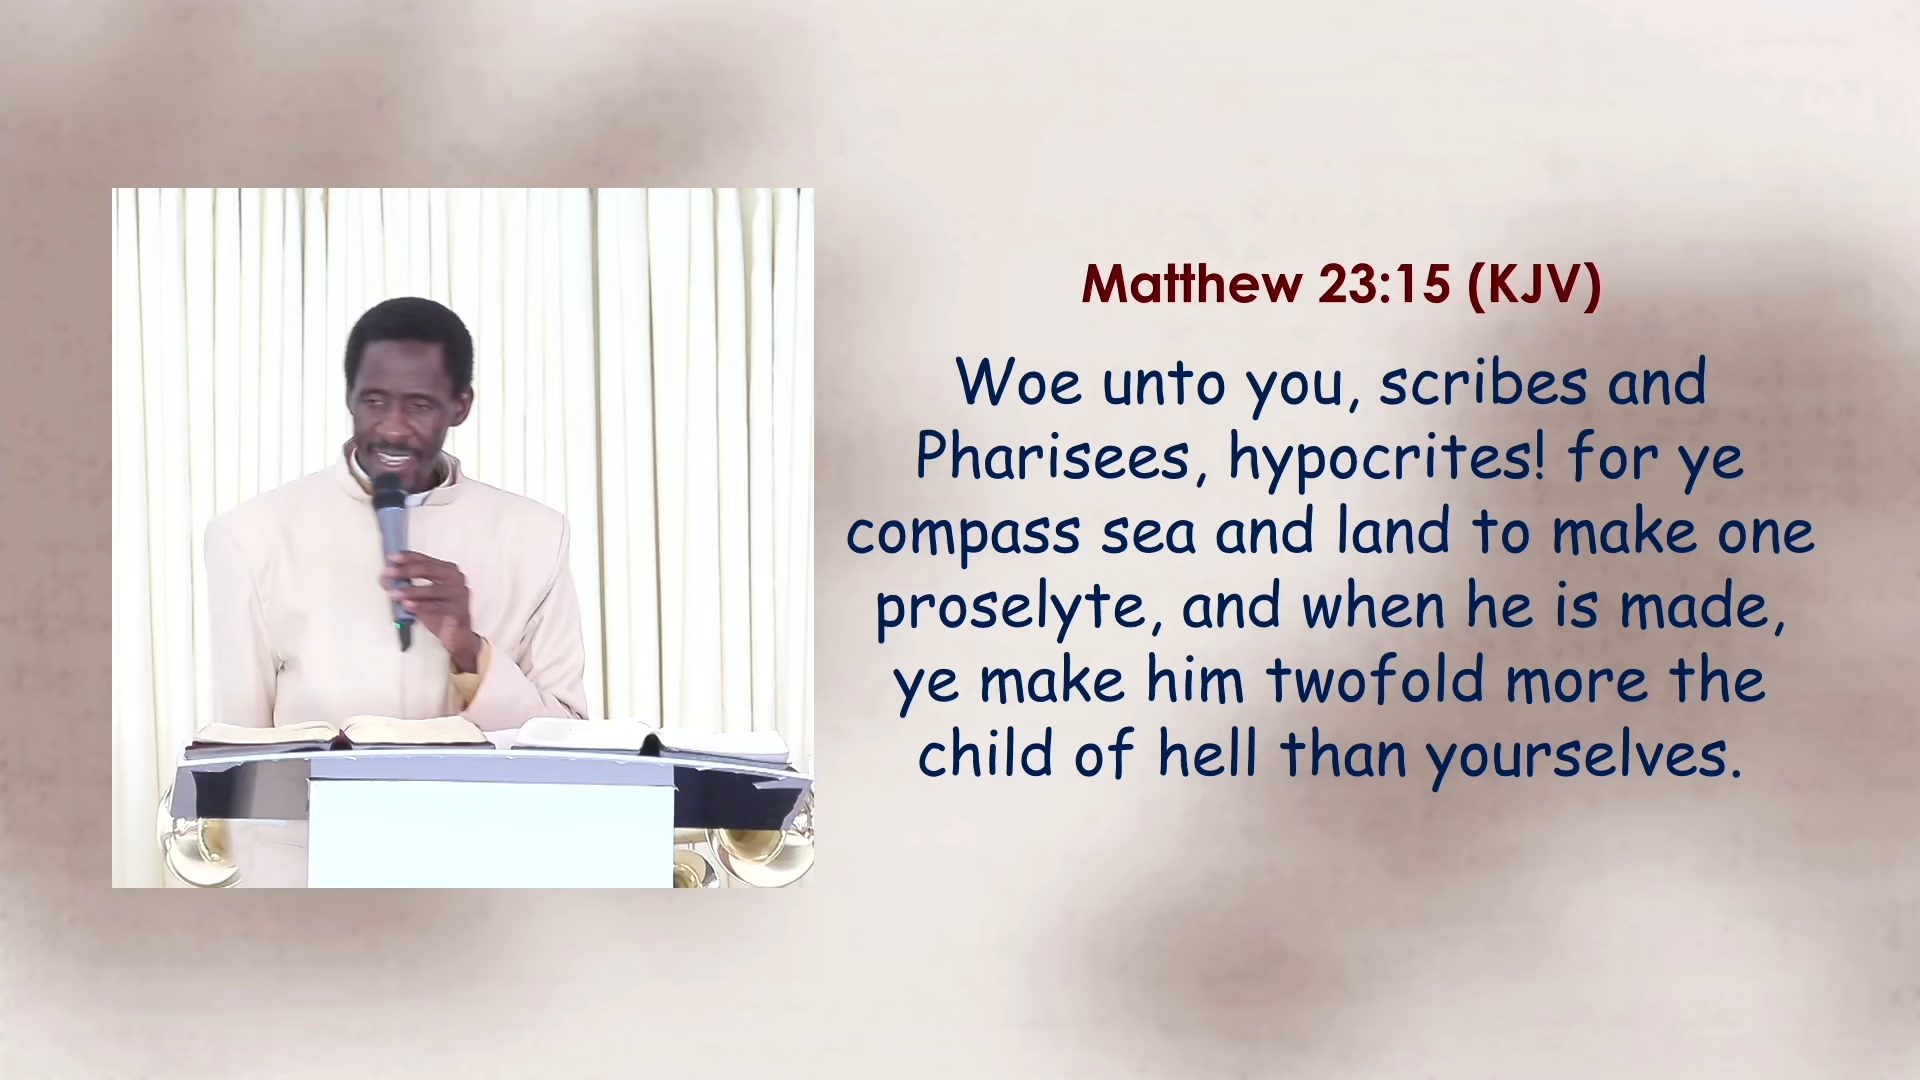 Matthew 23:15 (KJV)
Woe unto you, scribes and
Pharisees, hypocrites! for ye
compass sea and land to make one
proselyte, and when he is made,
ye make him twofold more the
child of hell than yourselves.